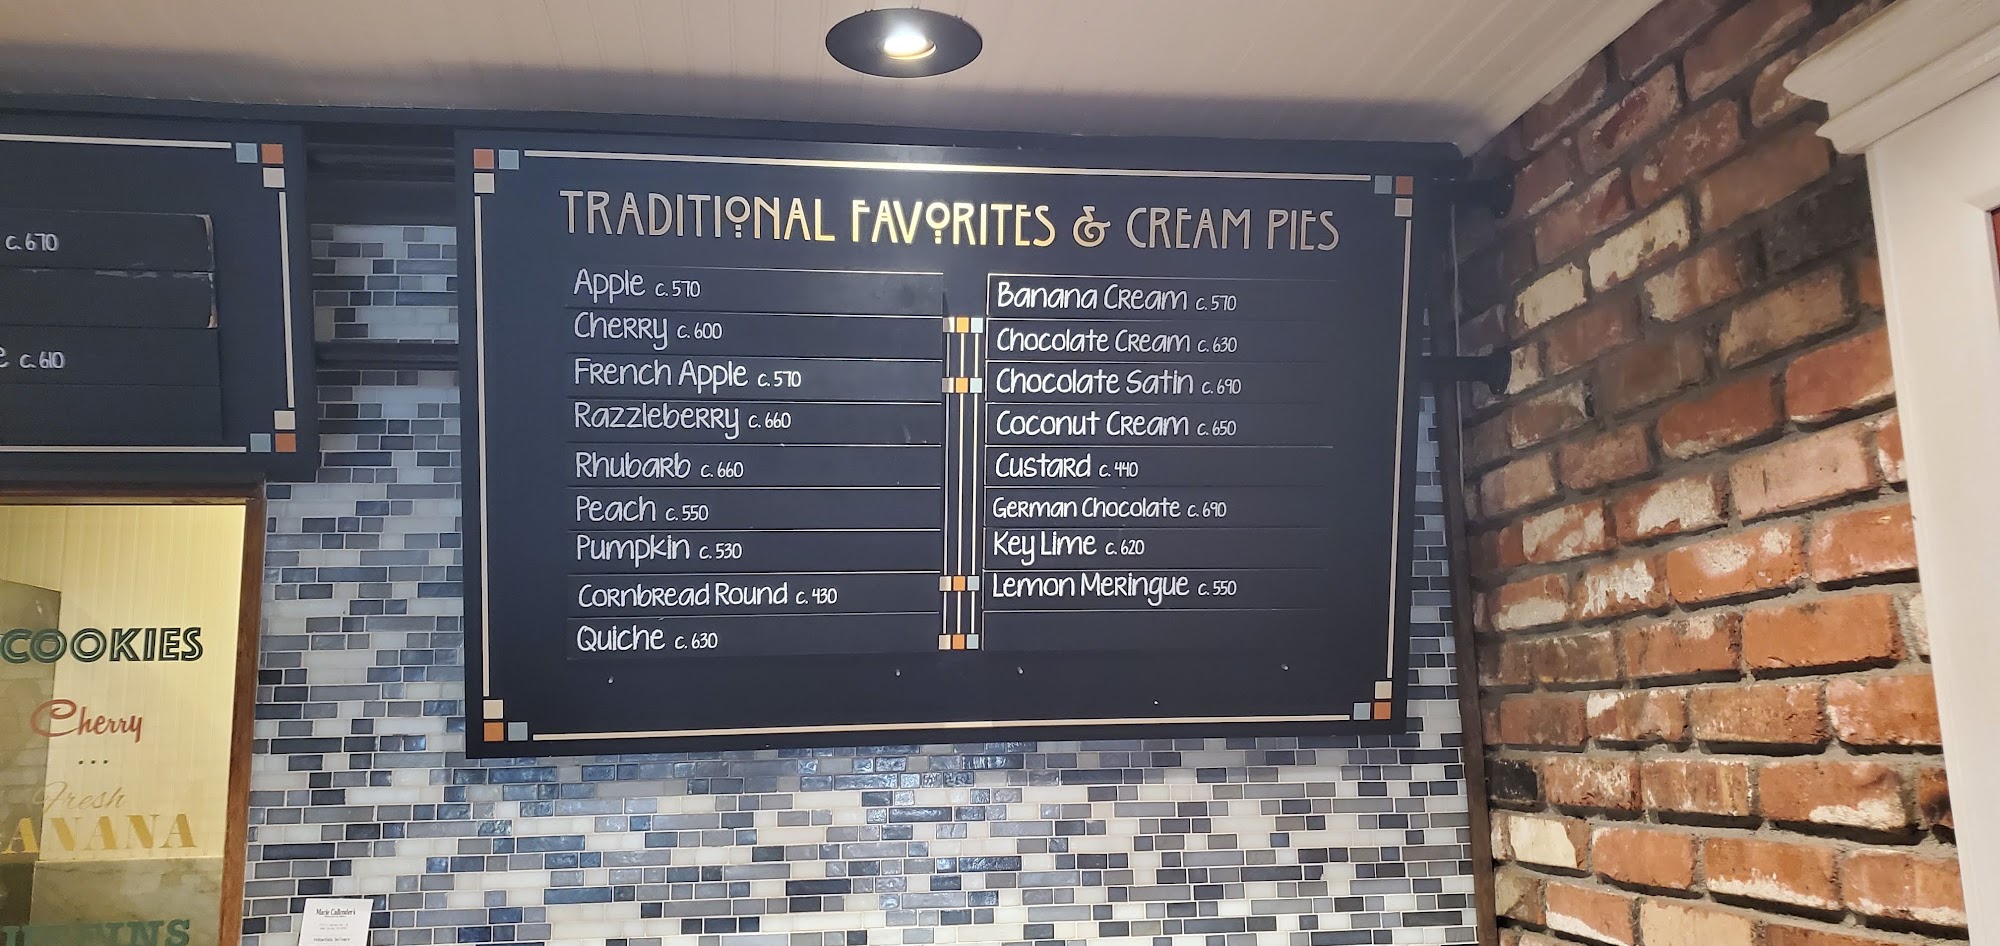 c. 670
c. 610
TRADITIONAL FAVORITES & CREAM PIES
Apple c. 570
Cherry c. 600
French Apple c. 570
Razzleberry c. 660
Rhubarb c. 660
Peach c. 550
Pumpkin c. 530
Cornbread Round c. 430
Quiche c. 630
Banana Cream c. 570
Chocolate Cream c. 630
Chocolate Satin c. 690
Coconut Cream c. 650
Custard c. 440
German Chocolate c. 690
Key Lime c. 620
Lemon Meringue c. 550
COOKIES
Cherry
...
Fresh
ANANA
Marie Callender's